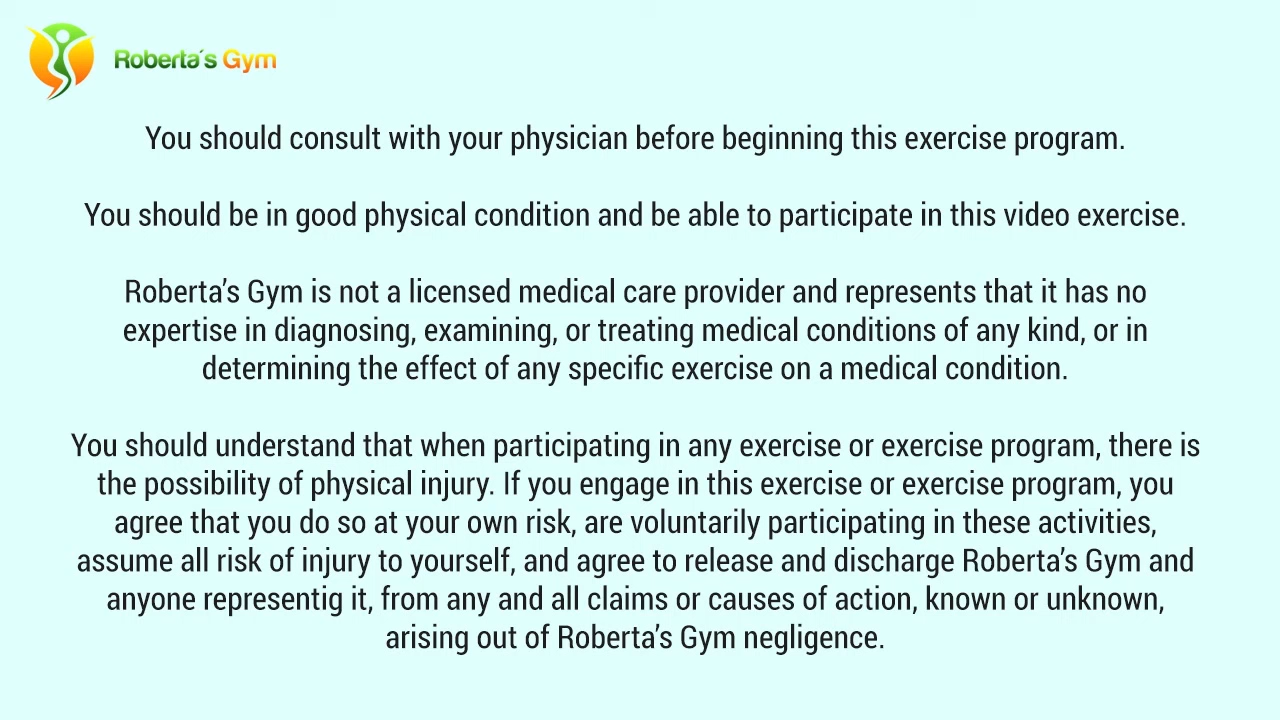 Roberta´s Gym
You should consult with your physician before beginning this exercise program.
You should be in good physical condition and be able to participate in this video exercise.
Roberta’s Gym is not a licensed medical care provider and represents that it has no
expertise in diagnosing, examining, or treating medical conditions of any kind, or in
determining the effect of any specific exercise on a medical condition.
You should understand that when participating in any exercise or exercise program, there is
the possibility of physical injury. If you engage in this exercise or exercise program, you
agree that you do so at your own risk, are voluntarily participating in these activities,
assume all risk of injury to yourself, and agree to release and discharge Roberta’s Gym and
anyone representig it, from any and all claims or causes of action, known or unknown,
arising out of Roberta’s Gym negligence.